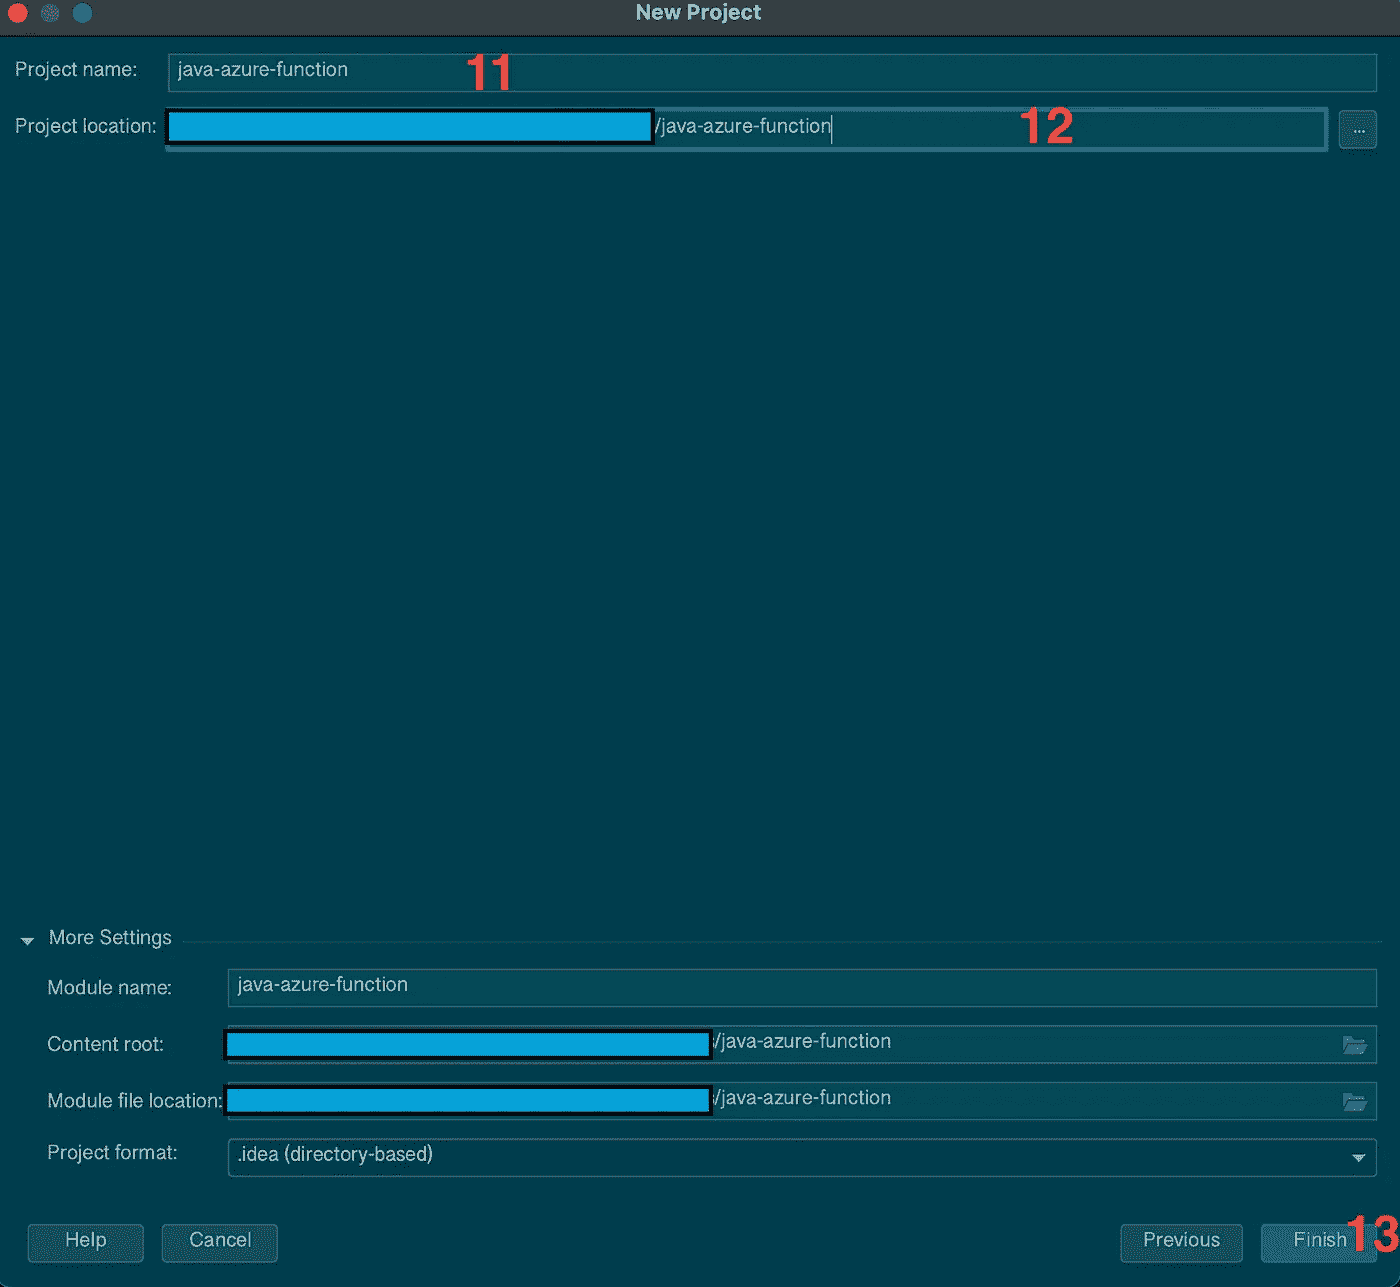 New Project
Project name: java-azure-function 11
Project location: /java-azure-function 12 ...
More Settings
Module name: java-azure-function
Content root: /java-azure-function
Module file location: /java-azure-function
Project format: .idea (directory-based)
Help Cancel Previous Finish 13